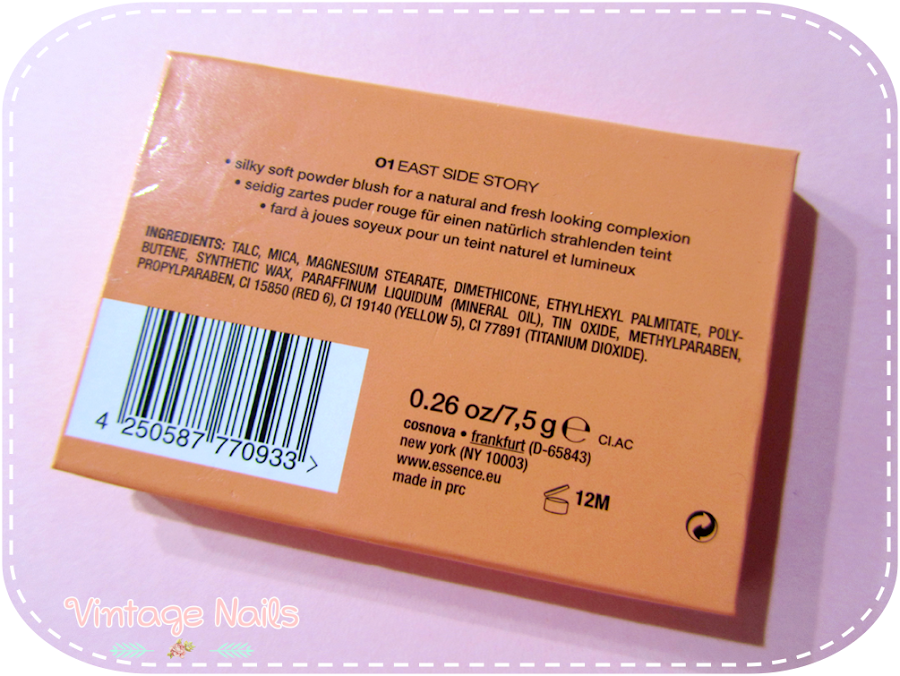 01 EAST SIDE STORY
• silky soft powder blush for a natural and fresh looking complexion
• seidig zartes puder rouge für einen natürlich strahlenden teint
• fard à joues soyeux pour un teint naturel et lumineux
INGREDIENTS: TALC, MICA, MAGNESIUM STEARATE, DIMETHICONE, ETHYLHEXYL PALMITATE, POLY-
BUTENE, SYNTHETIC WAX, PARAFFINUM LIQUIDUM (MINERAL OIL), TIN OXIDE, METHYLPARABEN,
PROPYLPARABEN, CI 15850 (RED 6), CI 19140 (YELLOW 5), CI 77891 (TITANIUM DIOXIDE).
4 250587 770933 >
0.26 oz/7,5 g ℮ CI.AC
cosnova • frankfurt (D-65843)
new york (NY 10003)
www.essence.eu
made in prc
12M
Vintage Nails